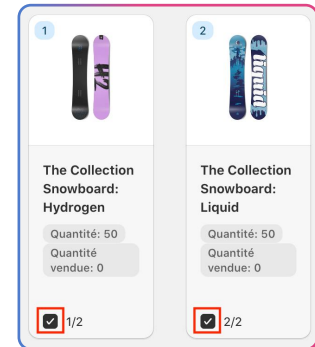 1
The Collection
Snowboard:
Hydrogen
Quantité: 50
Quantité
vendue: 0
1/2
2
liquid
The Collection
Snowboard:
Liquid
Quantité: 50
Quantité
vendue: 0
2/2